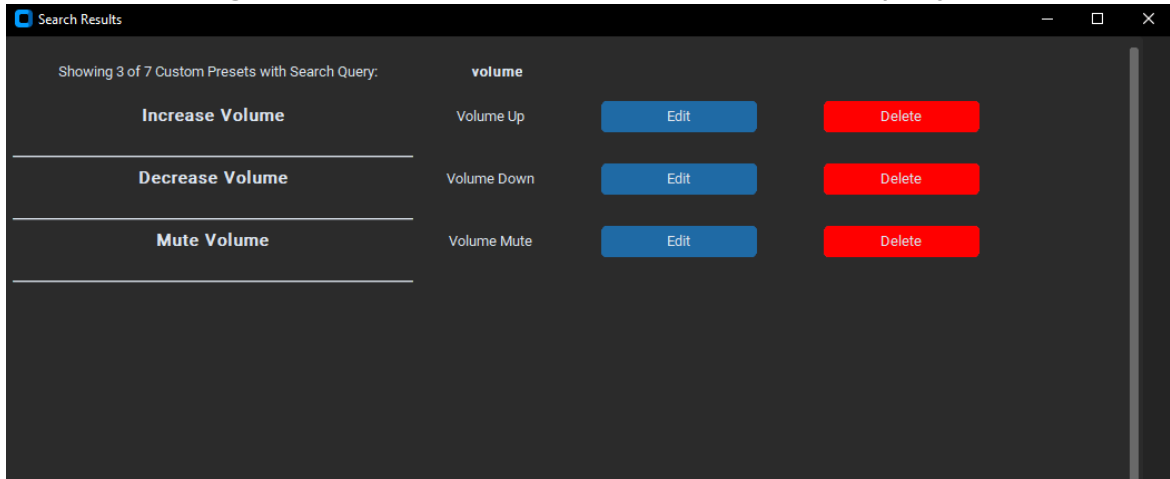 Search Results
Showing 3 of 7 Custom Presets with Search Query: volume
Increase Volume Volume Up Edit Delete
Decrease Volume Volume Down Edit Delete
Mute Volume Volume Mute Edit Delete